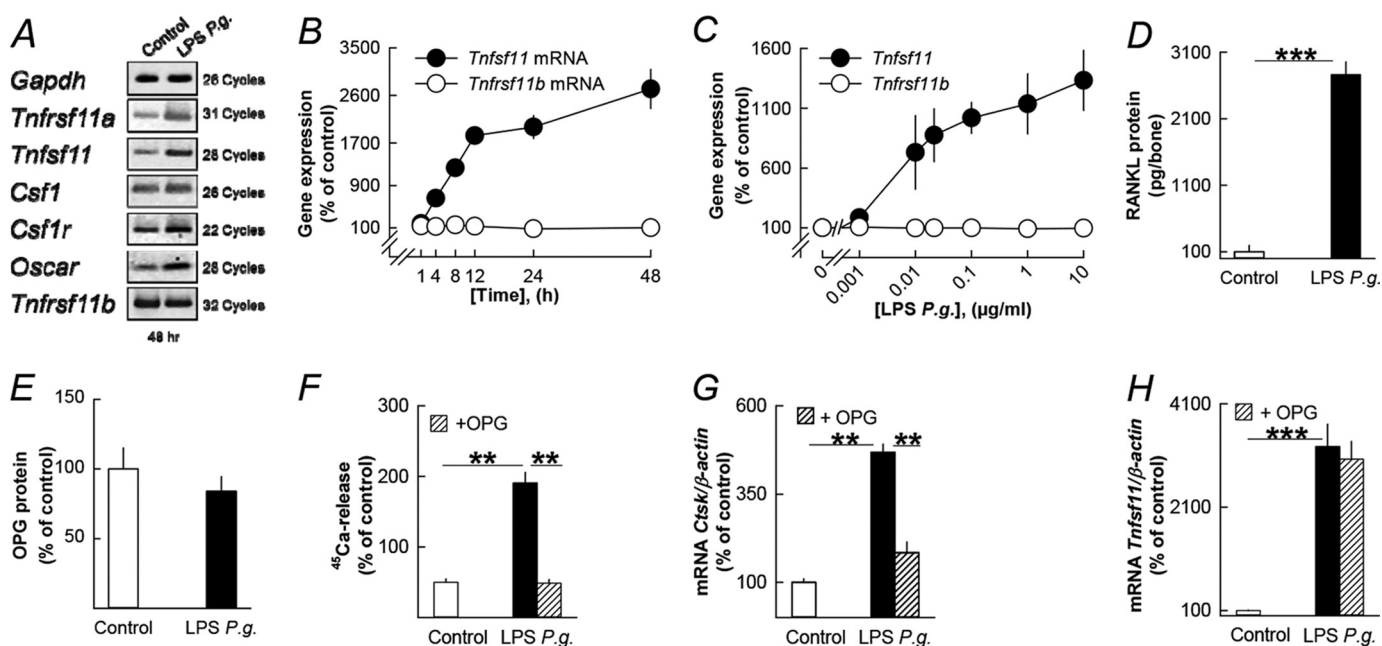 A
Control
LPS P.g.
Gapdh
26 Cycles
Tnfrsf11a
31 Cycles
Tnfsf11
28 Cycles
Csf1
26 Cycles
Csf1r
22 Cycles
Oscar
28 Cycles
Tnfrsf11b
32 Cycles
48 hr
B
Tnfsf11 mRNA
Tnfrsf11b mRNA
Gene expression
(% of control)
3500
2600
1700
900
100
1 4 8 12 24 48
[Time], (h)
C
Tnfsf11
Tnfrsf11b
Gene expression
(% of control)
1600
1100
600
100
0 0.001 0.01 0.1 1 10
[LPS P.g.], (µg/ml)
D
RANKL protein
(pg/bone)
3100
2100
1100
100
***
Control LPS P.g.
E
OPG protein
(% of control)
150
100
50
Control LPS P.g.
F
+OPG
45Ca-release
(% of control)
300
200
100
** **
Control LPS P.g.
G
+ OPG
mRNA Ctsk/β-actin
(% of control)
600
350
100
** **
Control LPS P.g.
H
+ OPG
mRNA Tnfsf11/β-actin
(% of control)
4100
2100
100
***
Control LPS P.g.